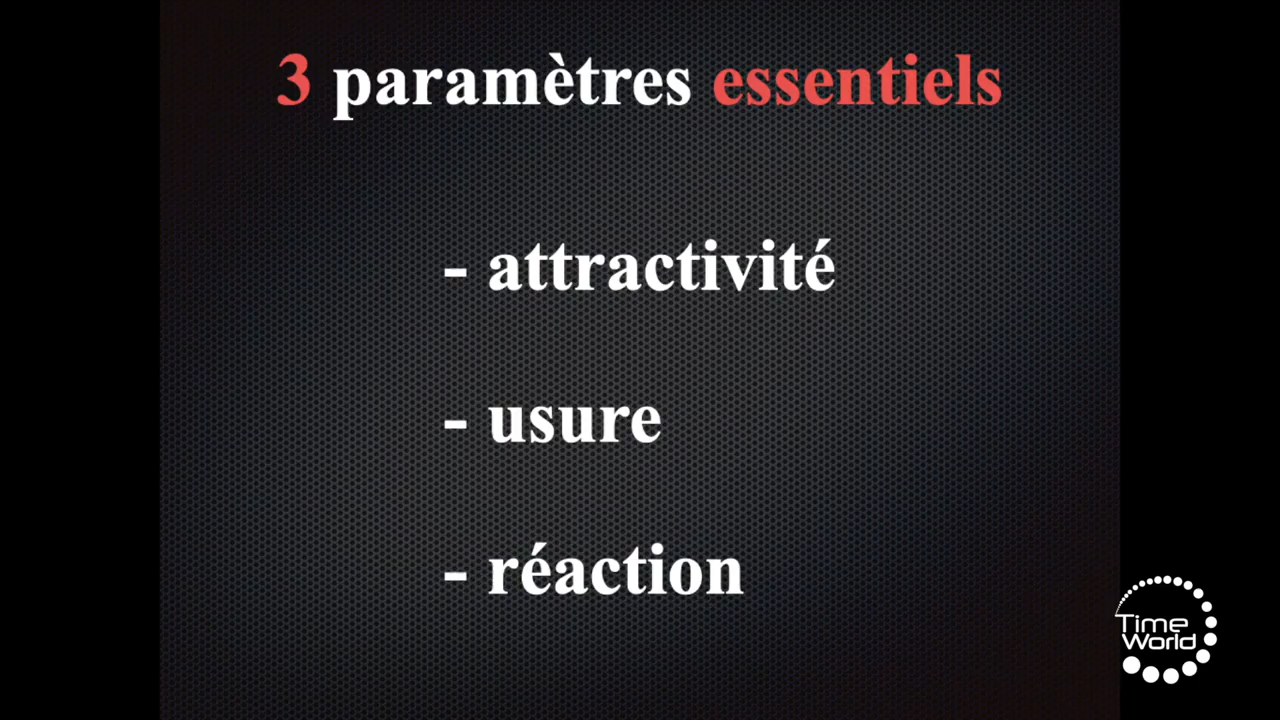 3 paramètres essentiels
- attractivité
- usure
- réaction
Time
World